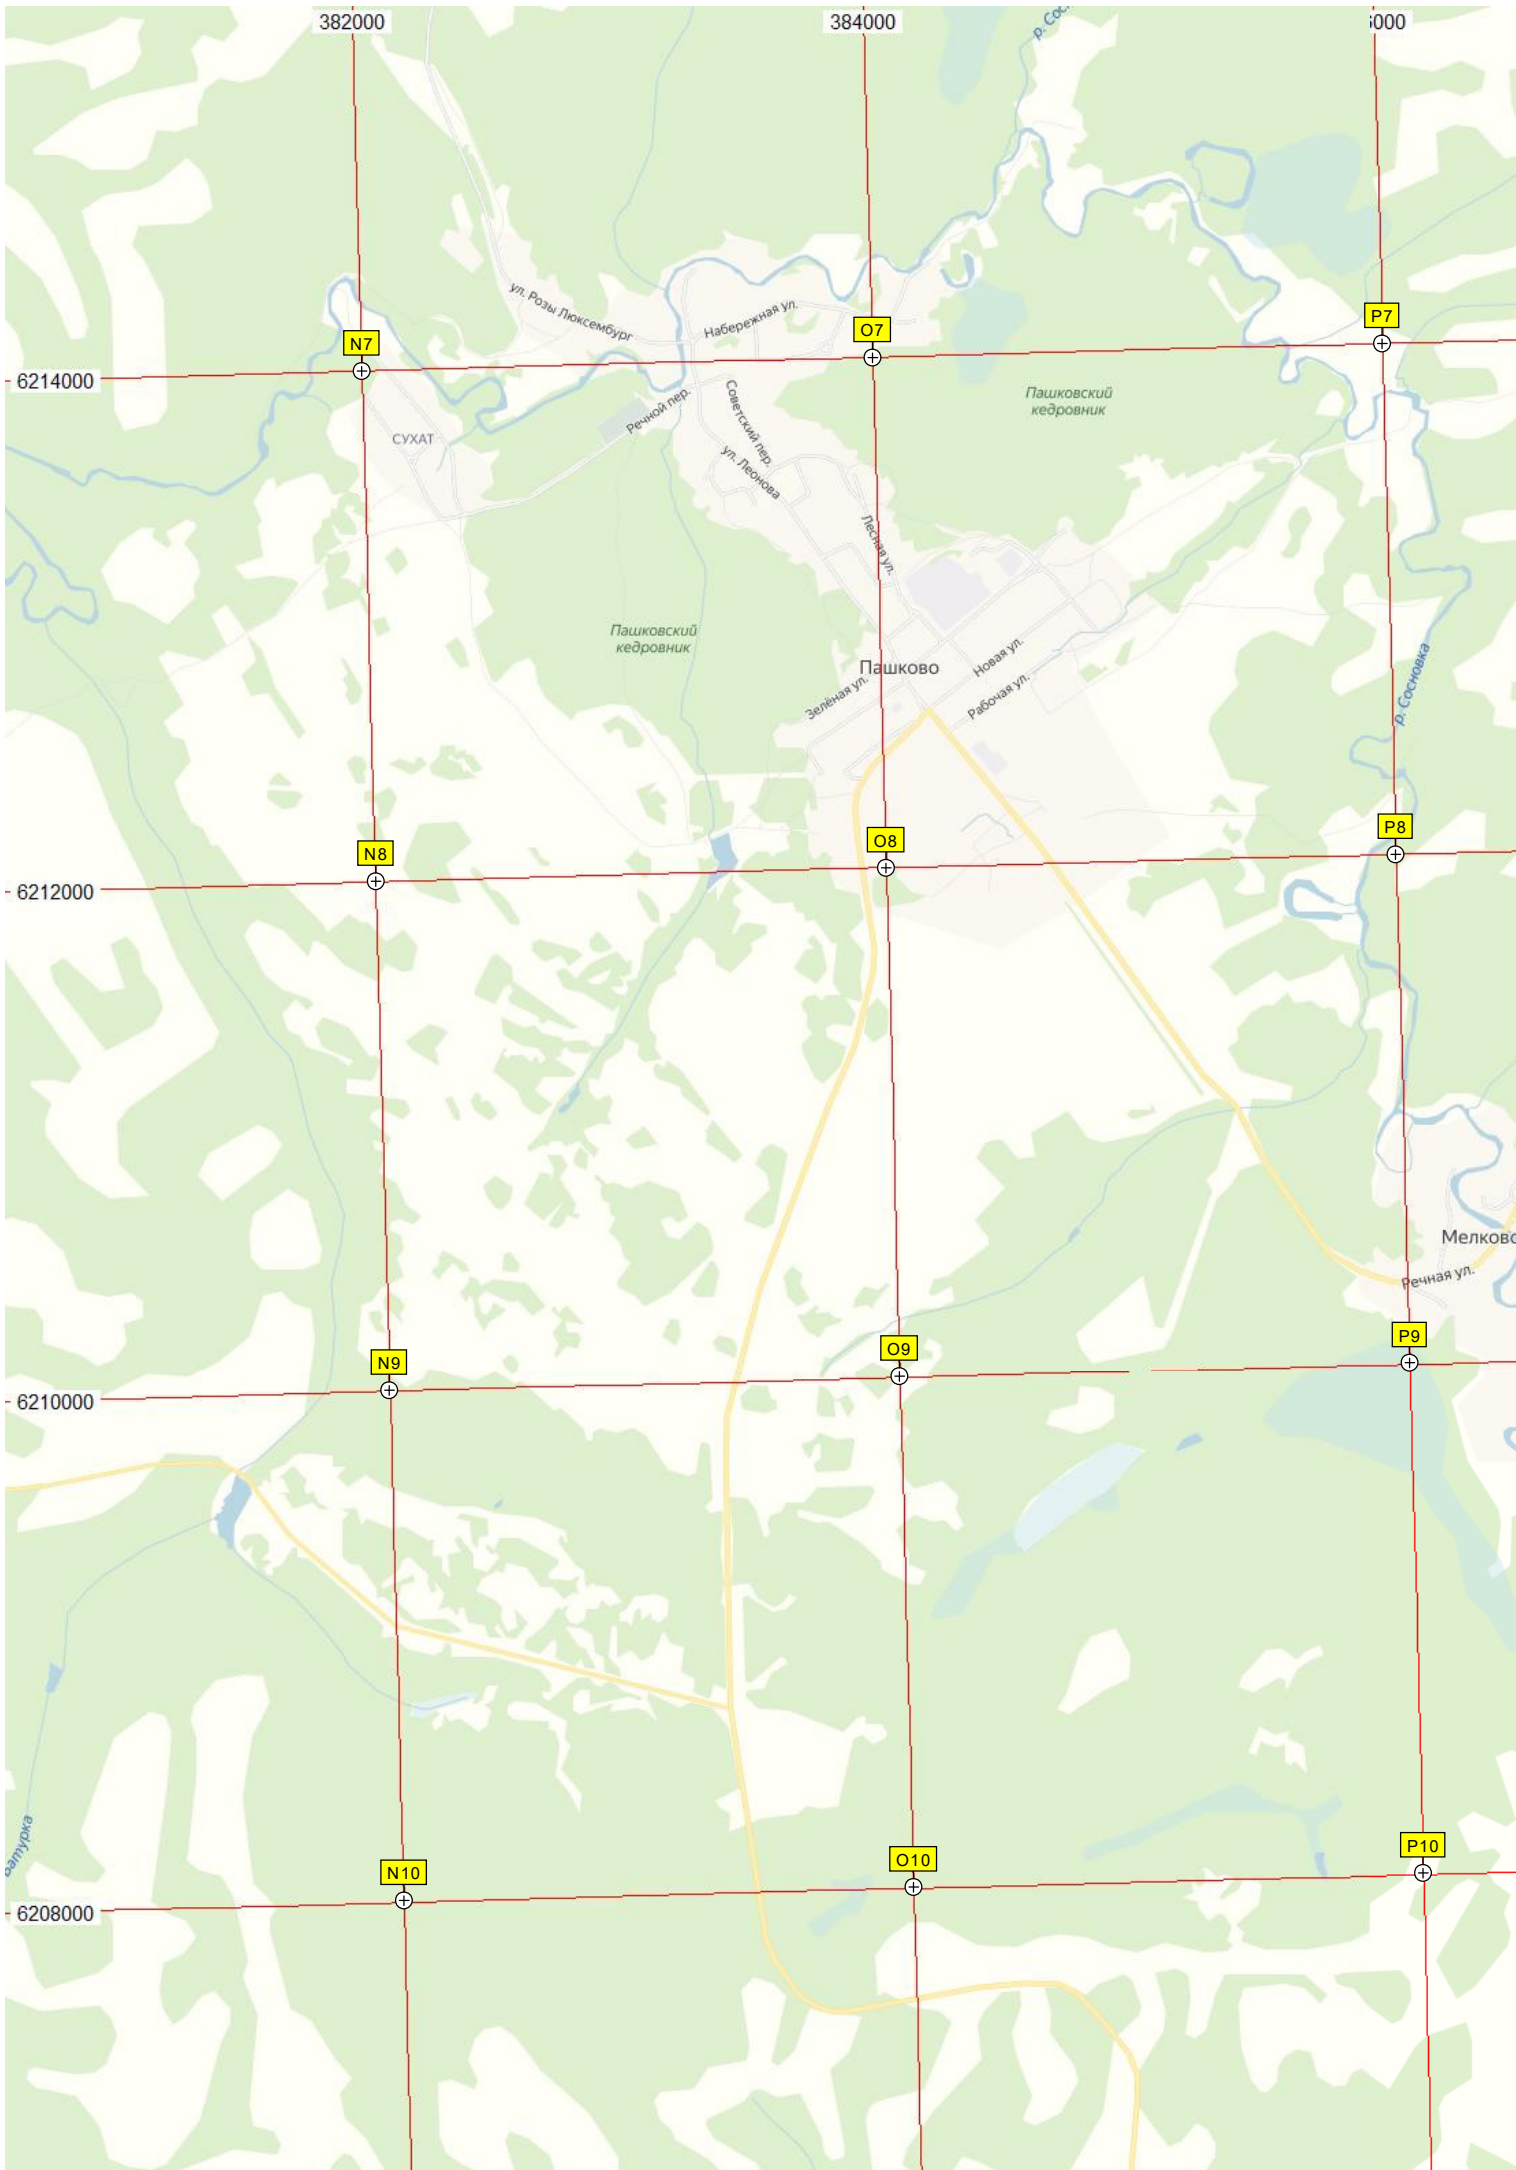 382000
384000
6000
р. Сос
ул. Розы Люксембург
Набережная ул.
N7
O7
P7
6214000
Речной пер.
Советский пер.
Пашковский
кедровник
СУХАТ
ул. Леонова
Лесная ул.
Пашковский
кедровник
Пашково
Новая ул.
Зелёная ул.
Рабочая ул.
р. Сосновка
N8
O8
P8
6212000
Мелково
Речная ул.
N9
O9
P9
6210000
Батурка
N10
O10
P10
6208000